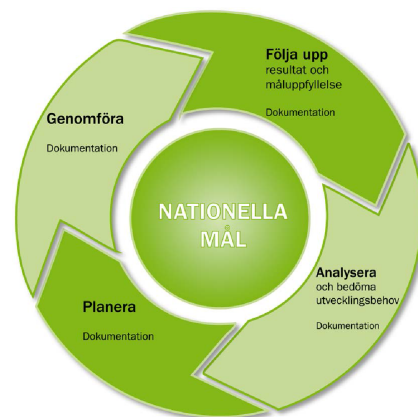 Följa upp
resultat och
måluppfyllelse
Dokumentation
Genomföra
Dokumentation
NATIONELLA
MÅL
Analysera
och bedöma
utvecklingsbehov
Dokumentation
Planera
Dokumentation